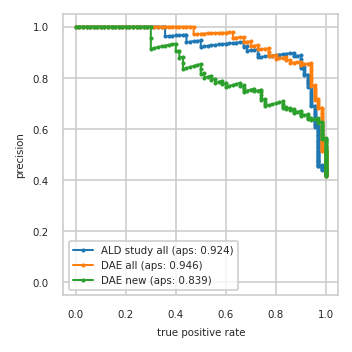 precision
1.0
0.8
0.6
0.4
0.2
0.0
ALD study all (aps: 0.924)
DAE all (aps: 0.946)
DAE new (aps: 0.839)
0.0 0.2 0.4 0.6 0.8 1.0
true positive rate